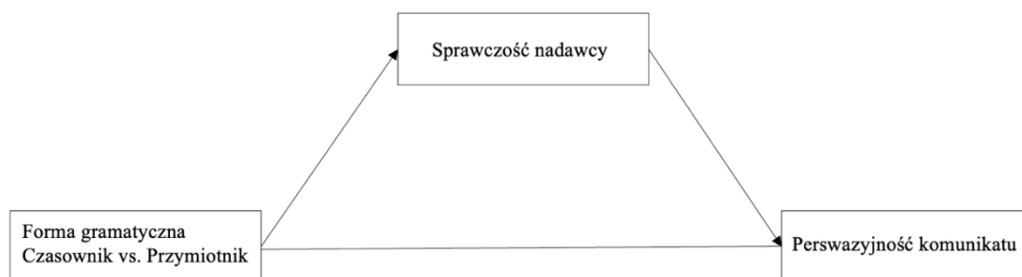 Sprawczość nadawcy
Forma gramatyczna
Czasownik vs. Przymiotnik
Perswazyjność komunikatu